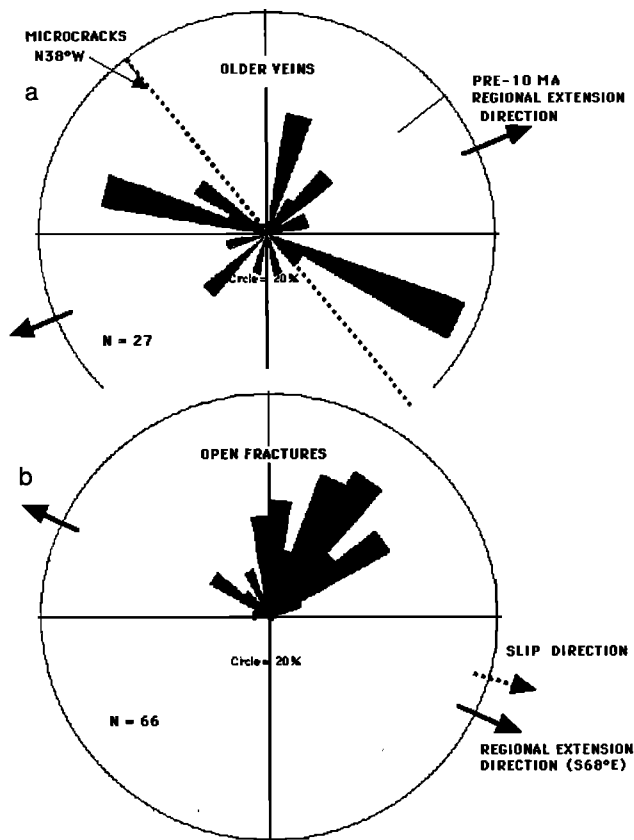 MICROCRACKS
N38°W
a
OLDER VEINS
PRE-10 MA
REGIONAL EXTENSION
DIRECTION
Circle = 20%
N = 27
b
OPEN FRACTURES
Circle = 20%
SLIP DIRECTION
N = 66
REGIONAL EXTENSION
DIRECTION (S68°E)